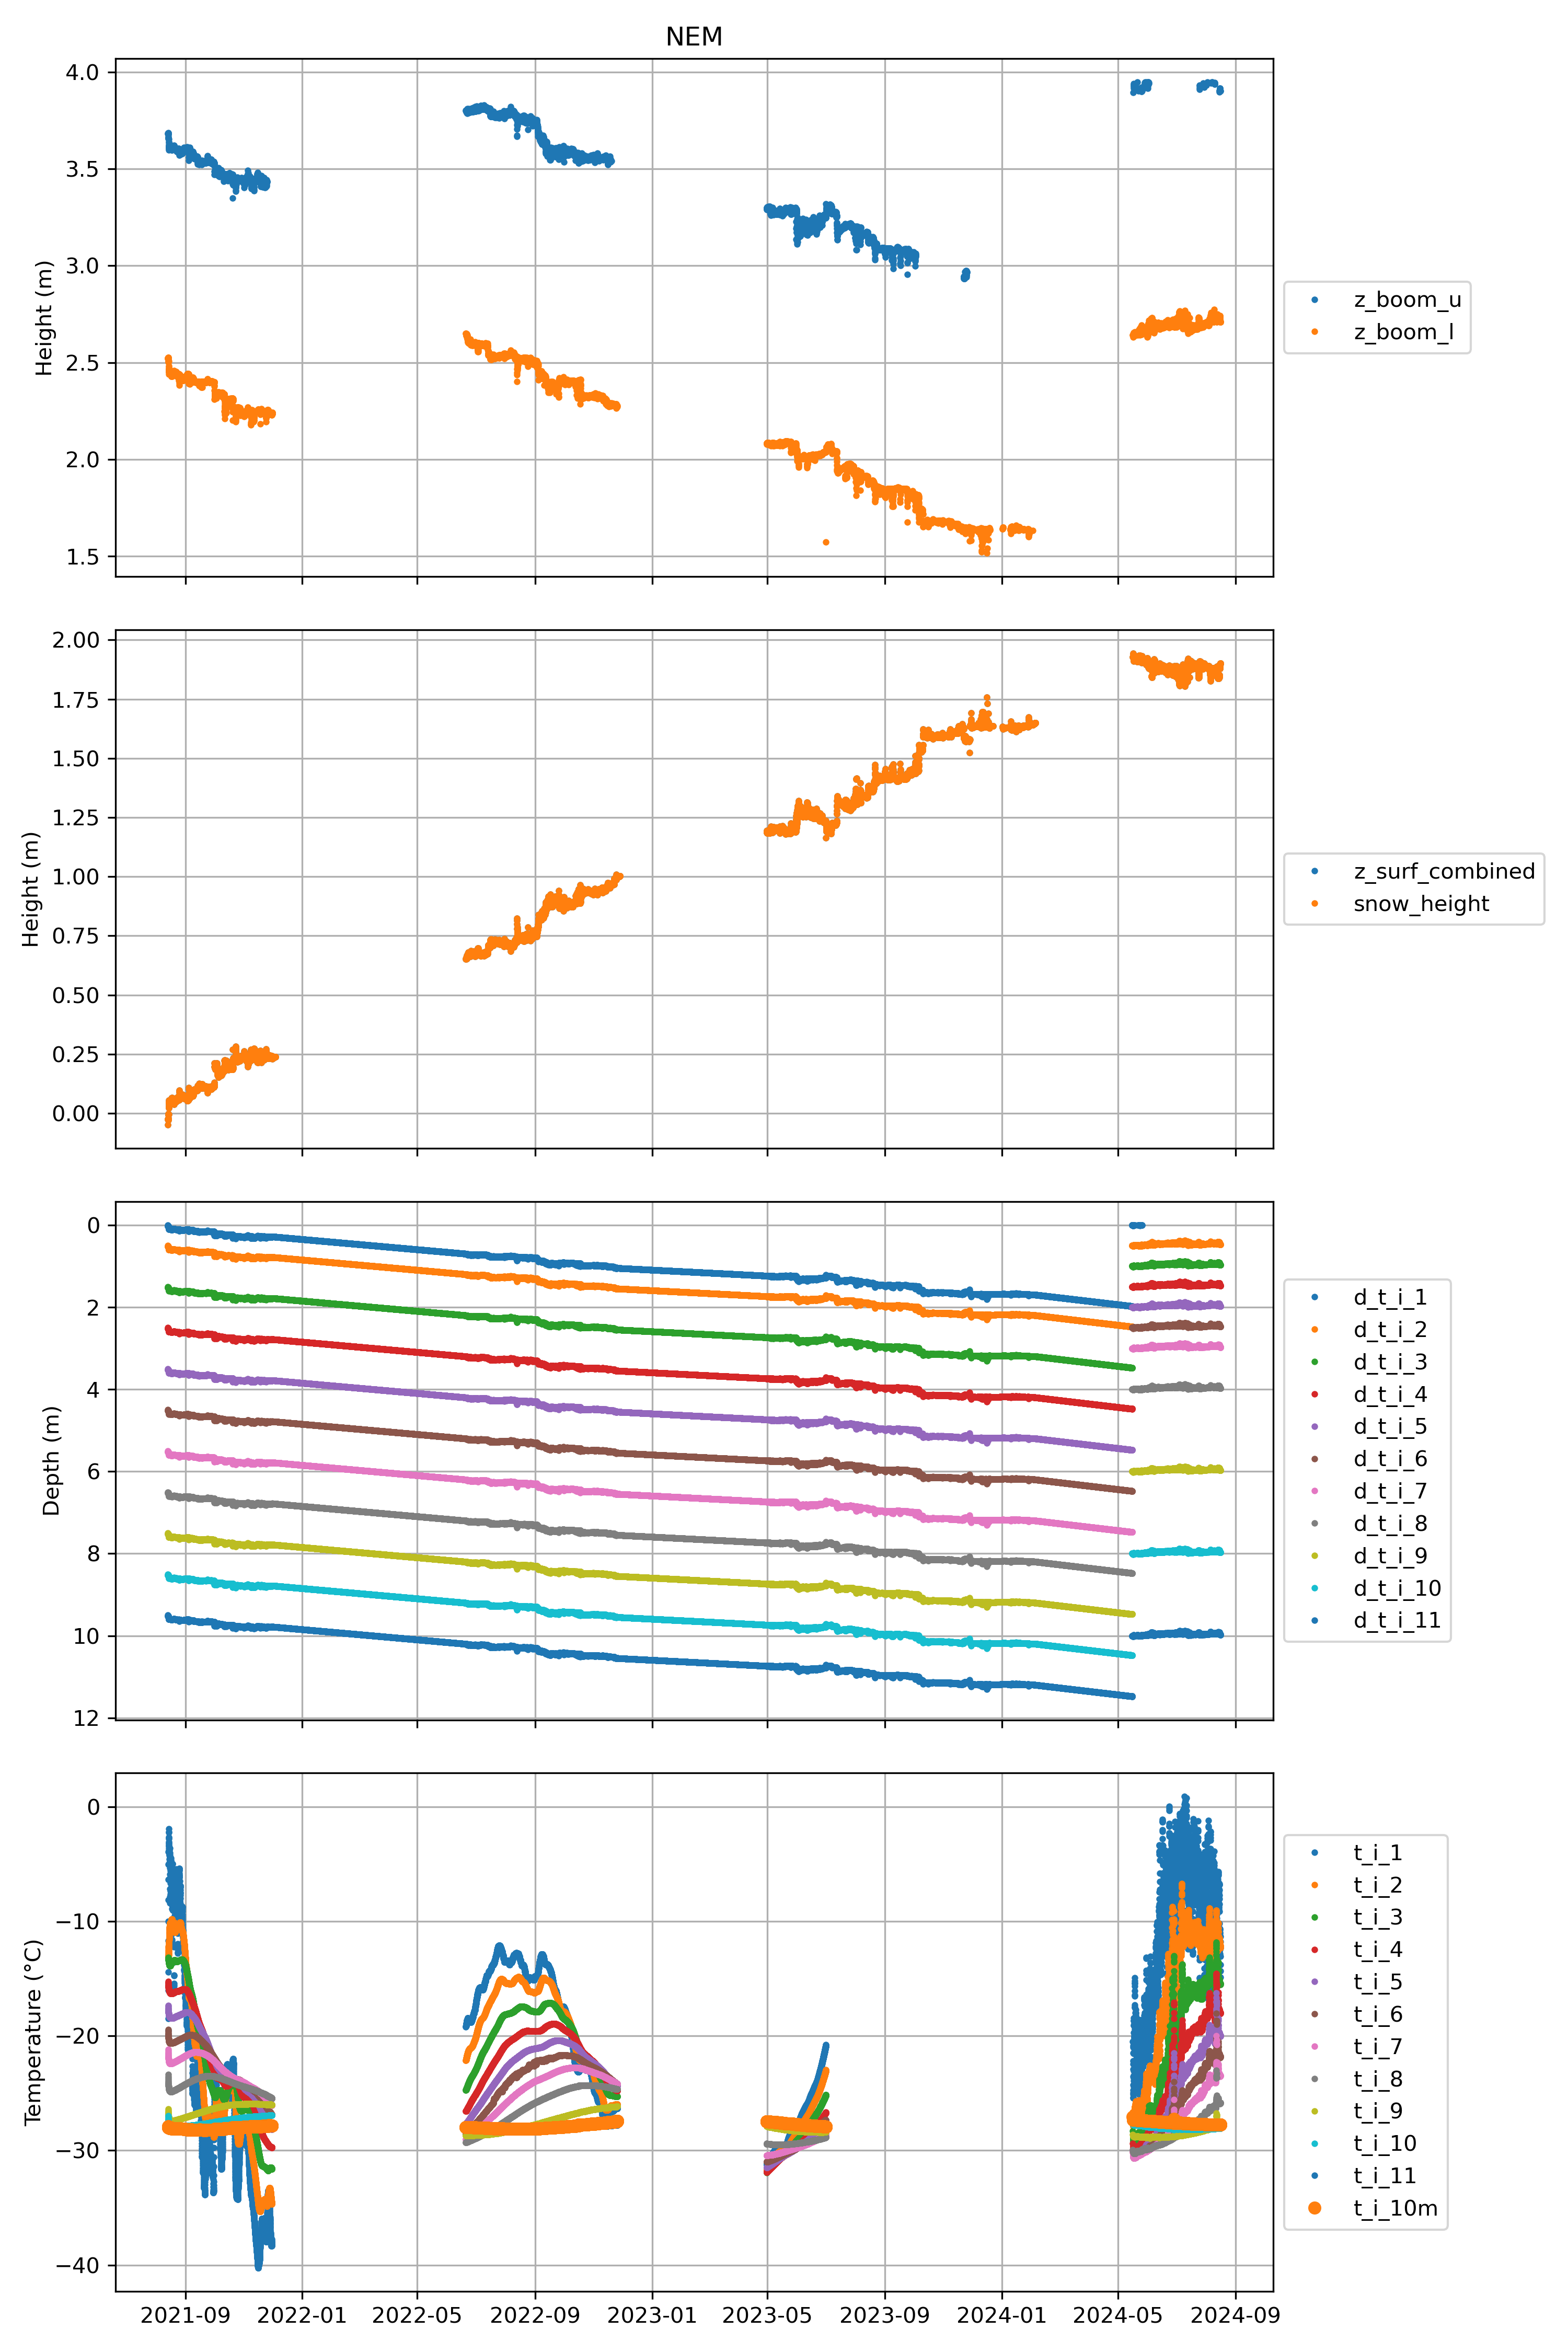 NEM
4.0
3.5
3.0
2.5
2.0
1.5
Height (m)
z_boom_u
z_boom_l
2.00
1.75
1.50
1.25
1.00
0.75
0.50
0.25
0.00
Height (m)
z_surf_combined
snow_height
0
2
4
6
8
10
12
Depth (m)
d_t_i_1
d_t_i_2
d_t_i_3
d_t_i_4
d_t_i_5
d_t_i_6
d_t_i_7
d_t_i_8
d_t_i_9
d_t_i_10
d_t_i_11
0
−10
−20
−30
−40
Temperature (°C)
t_i_1
t_i_2
t_i_3
t_i_4
t_i_5
t_i_6
t_i_7
t_i_8
t_i_9
t_i_10
t_i_11
t_i_10m
2021-09 2022-01 2022-05 2022-09 2023-01 2023-05 2023-09 2024-01 2024-05 2024-09